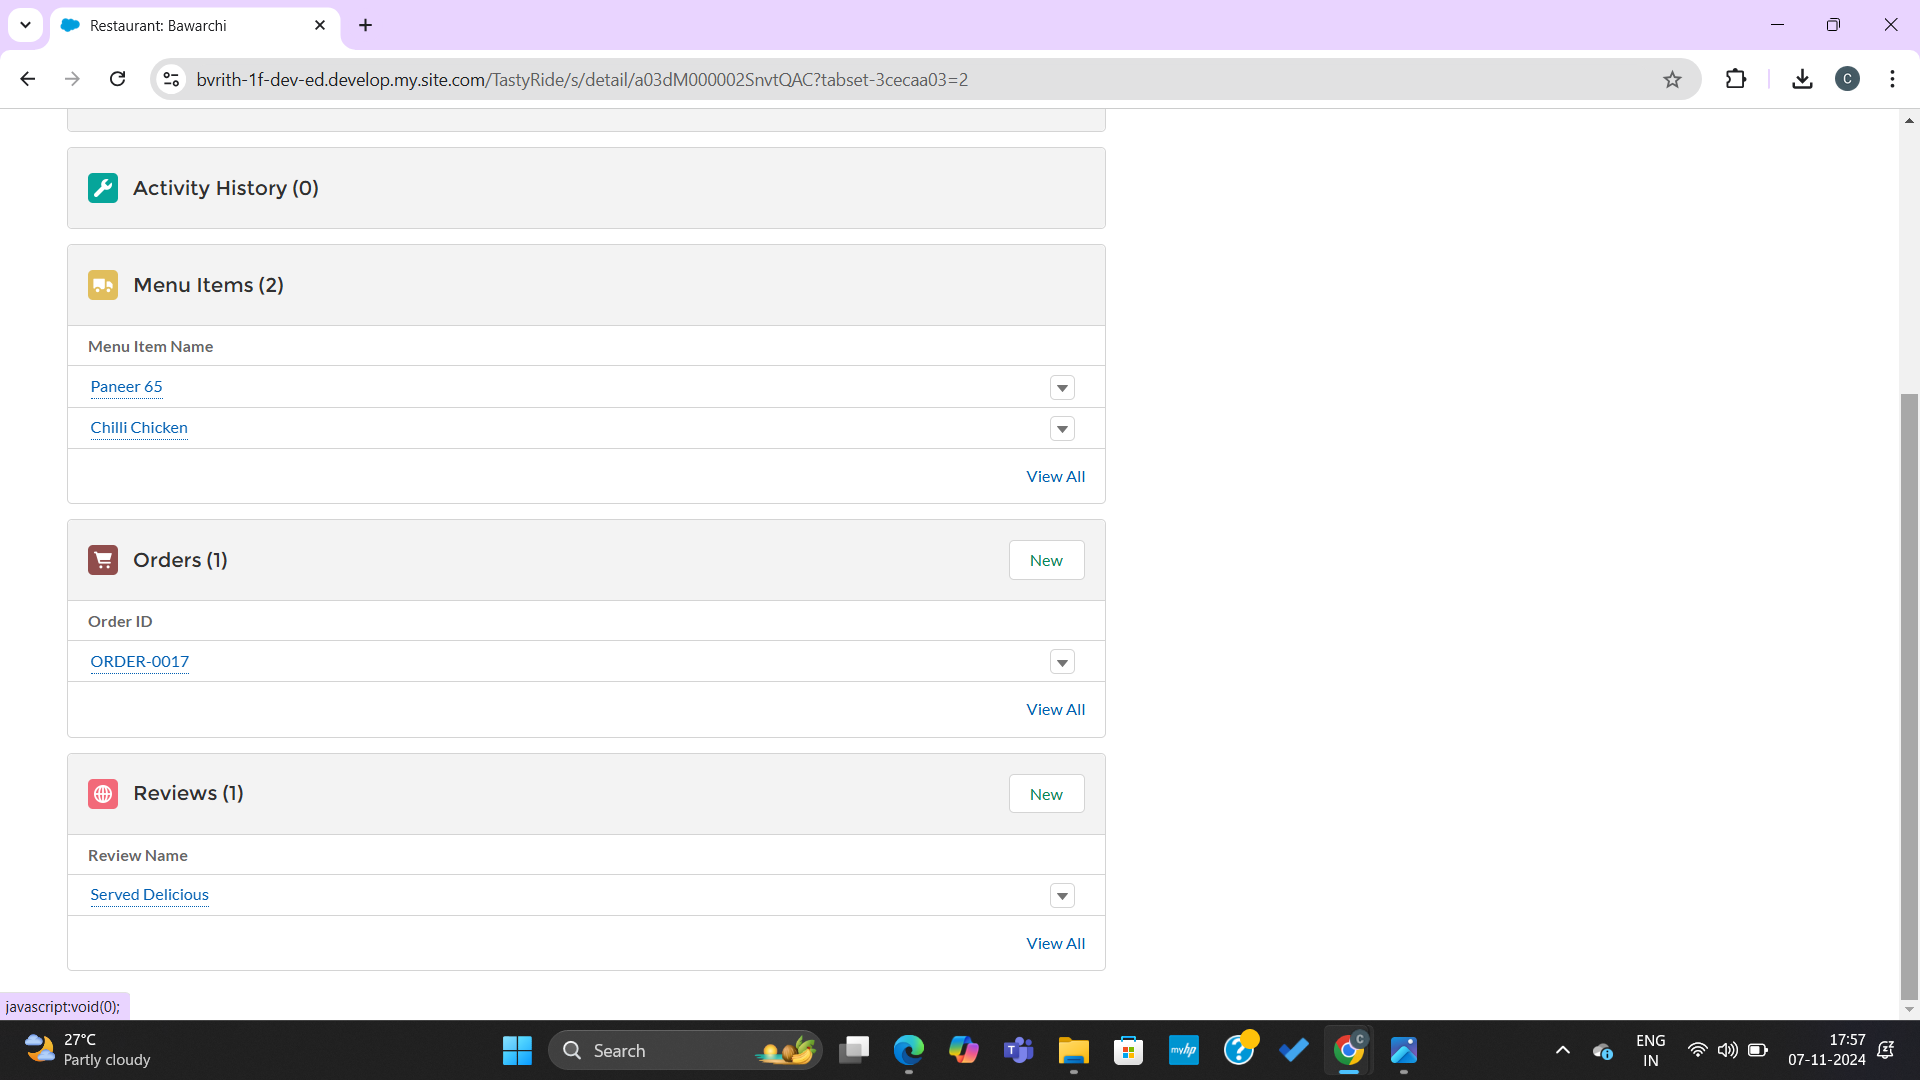 Restaurant: Bawarchi
bvrith-1f-dev-ed.develop.my.site.com/TastyRide/s/detail/a03dM000002SnvtQAC?tabset-3cecaa03=2
C
Activity History (0)
Menu Items (2)
Menu Item Name
Paneer 65
Chilli Chicken
View All
Orders (1)
New
Order ID
ORDER-0017
View All
Reviews (1)
New
Review Name
Served Delicious
View All
javascript:void(0);
27°C
Partly cloudy
Search
myhp
C
ENG
IN
17:57
07-11-2024